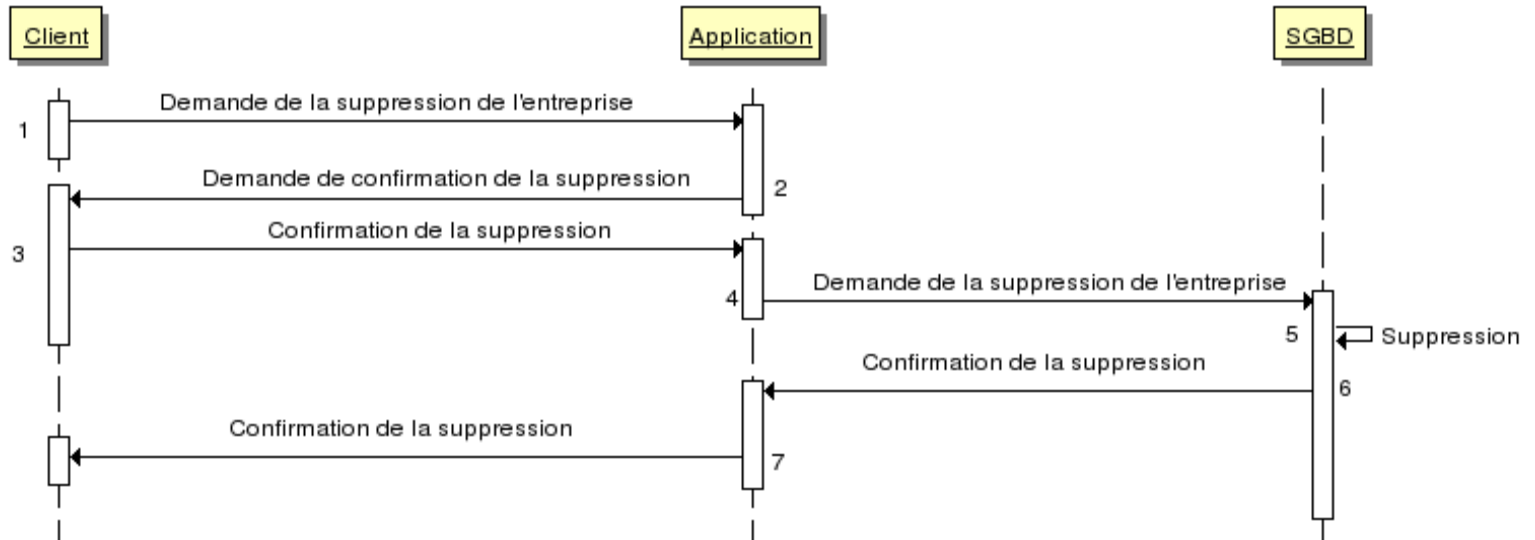 Client
Application
SGBD
Demande de la suppression de l'entreprise
1
Demande de confirmation de la suppression
2
Confirmation de la suppression
3
Demande de la suppression de l'entreprise
4
5
Suppression
Confirmation de la suppression
6
Confirmation de la suppression
7